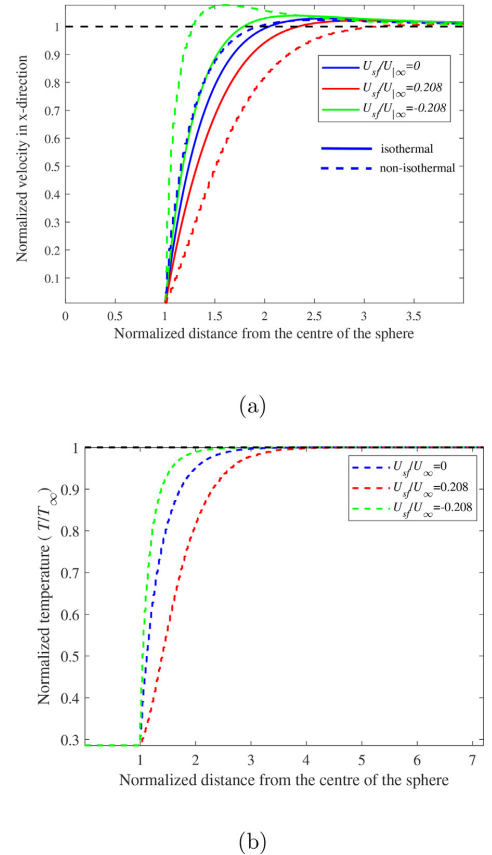 1
0.9
0.8
0.7
0.6
0.5
0.4
0.3
0.2
0.1
Normalized velocity in x-direction
U_sf/U_|∞=0
U_sf/U_|∞=0.208
U_sf/U_|∞=-0.208
isothermal
non-isothermal
0 0.5 1 1.5 2 2.5 3 3.5
Normalized distance from the centre of the sphere
(a)
1
0.9
0.8
0.7
0.6
0.5
0.4
0.3
Normalized temperature ( T/T_∞)
U_sf/U_∞=0
U_sf/U_∞=0.208
U_sf/U_∞=-0.208
1 2 3 4 5 6 7
Normalized distance from the centre of the sphere
(b)